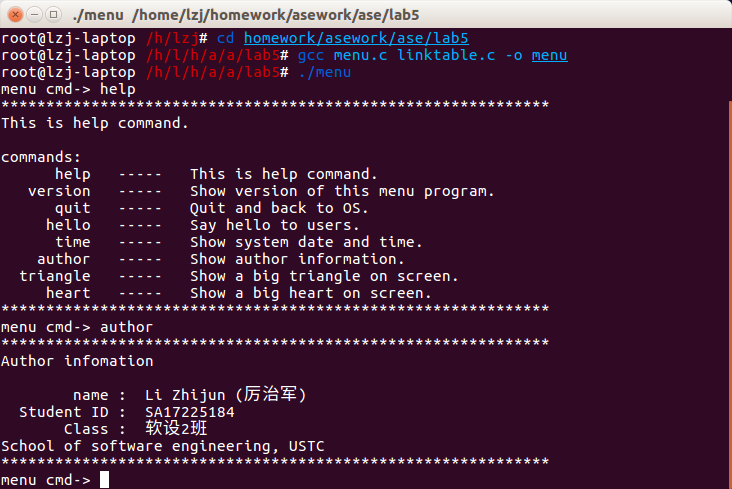 ./menu /home/lzj/homework/asework/ase/lab5
root@lzj-laptop /h/lzj# cd homework/asework/ase/lab5
root@lzj-laptop /h/l/h/a/a/lab5# gcc menu.c linktable.c -o menu
root@lzj-laptop /h/l/h/a/a/lab5# ./menu
menu cmd-> help
*************************************************************
This is help command.
commands:
help ----- This is help command.
version ----- Show version of this menu program.
quit ----- Quit and back to OS.
hello ----- Say hello to users.
time ----- Show system date and time.
author ----- Show author information.
triangle ----- Show a big triangle on screen.
heart ----- Show a big heart on screen.
*************************************************************
menu cmd-> author
*************************************************************
Author infomation
name : Li Zhijun (厉治军)
Student ID : SA17225184
Class : 软设2班
School of software engineering, USTC
*************************************************************
menu cmd->